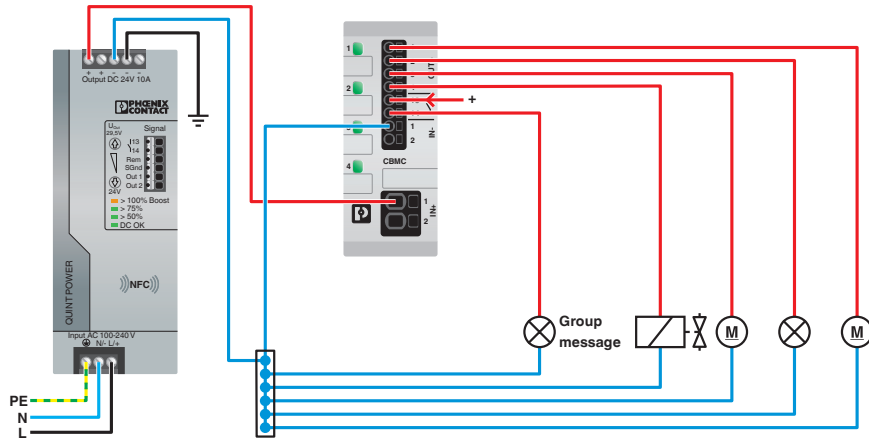 + + − − −
Output DC 24V 10A
PHŒNIX
CONTACT
UOut
29,5V
Signal
13
14
Rem
SGnd
Out 1
Out 2
24V
> 100% Boost
> 75%
> 50%
DC OK
NFC
QUINT POWER
Input AC 100-240 V
N/- L/+
PE
N
L
1
2
4
OUT
+
1
2
IN-
CBMC
1
2
IN+
Group
message
M
M